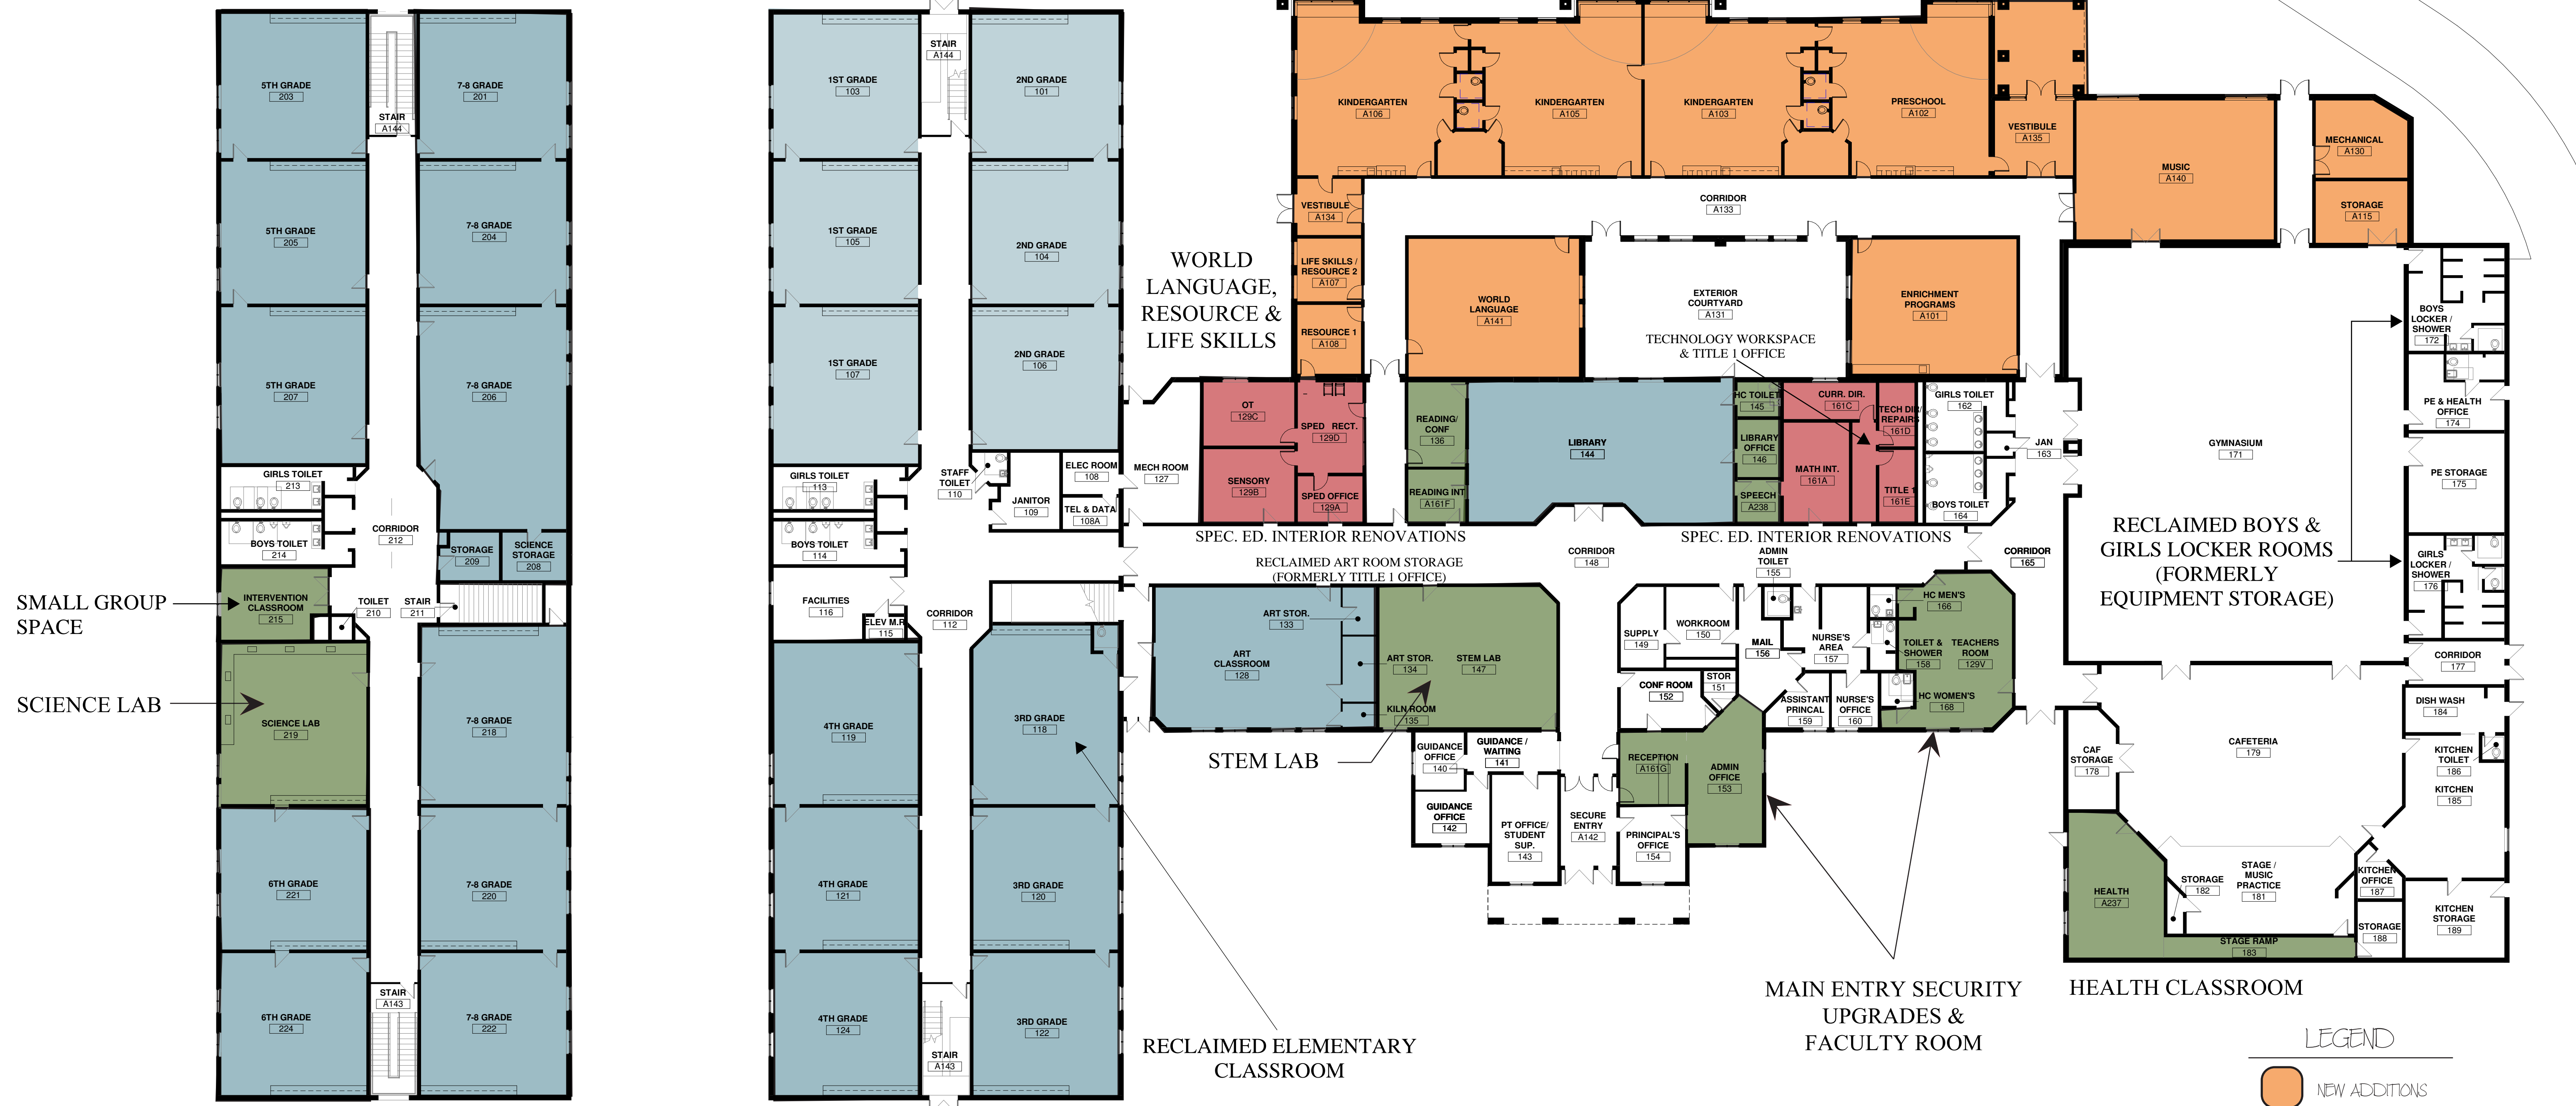 5TH GRADE
203
STAIR
A144
7-8 GRADE
201
5TH GRADE
205
7-8 GRADE
204
5TH GRADE
207
7-8 GRADE
206
GIRLS TOILET
213
BOYS TOILET
214
CORRIDOR
212
STORAGE
209
SCIENCE
STORAGE
208
SMALL GROUP
SPACE
INTERVENTION
CLASSROOM
215
TOILET
210
STAIR
211
SCIENCE LAB
SCIENCE LAB
219
7-8 GRADE
218
6TH GRADE
221
7-8 GRADE
220
6TH GRADE
224
STAIR
A143
7-8 GRADE
222
1ST GRADE
103
STAIR
A144
2ND GRADE
101
1ST GRADE
105
2ND GRADE
104
1ST GRADE
107
2ND GRADE
106
GIRLS TOILET
113
STAFF
TOILET
110
JANITOR
109
ELEC ROOM
108
TEL & DATA
108A
MECH ROOM
127
BOYS TOILET
114
FACILITIES
116
ELEV M.R
115
CORRIDOR
112
4TH GRADE
119
3RD GRADE
118
4TH GRADE
121
3RD GRADE
120
4TH GRADE
124
STAIR
A143
3RD GRADE
122
RECLAIMED ELEMENTARY
CLASSROOM
WORLD
LANGUAGE,
RESOURCE &
LIFE SKILLS
KINDERGARTEN
A106
KINDERGARTEN
A105
KINDERGARTEN
A103
PRESCHOOL
A102
VESTIBULE
A135
MUSIC
A140
MECHANICAL
A130
STORAGE
A115
VESTIBULE
A134
CORRIDOR
A133
LIFE SKILLS /
RESOURCE 2
A107
RESOURCE 1
A108
WORLD
LANGUAGE
A141
EXTERIOR
COURTYARD
A131
TECHNOLOGY WORKSPACE
& TITLE 1 OFFICE
ENRICHMENT
PROGRAMS
A101
OT
129C
SPED RECT.
129D
SENSORY
129B
SPED OFFICE
129A
READING/
CONF
136
READING INT
A161F
LIBRARY
144
HC TOILET
145
LIBRARY
OFFICE
146
SPEECH
A238
CURR. DIR.
161C
TECH DIR/
REPAIRS
161D
MATH INT.
161A
TITLE 1
161E
GIRLS TOILET
162
BOYS TOILET
164
JAN
163
SPEC. ED. INTERIOR RENOVATIONS
SPEC. ED. INTERIOR RENOVATIONS
RECLAIMED ART ROOM STORAGE
(FORMERLY TITLE 1 OFFICE)
CORRIDOR
148
ADMIN
TOILET
155
CORRIDOR
165
ART
CLASSROOM
128
ART STOR.
133
ART STOR.
134
KILN ROOM
135
STEM LAB
147
STEM LAB
SUPPLY
149
WORKROOM
150
MAIL
156
NURSE'S
AREA
157
HC MEN'S
166
TOILET &
SHOWER
158
TEACHERS
ROOM
129V
HC WOMEN'S
168
CONF ROOM
152
STOR
151
ASSISTANT
PRINCAL
159
NURSE'S
OFFICE
160
GUIDANCE
OFFICE
140
GUIDANCE /
WAITING
141
GUIDANCE
OFFICE
142
PT OFFICE/
STUDENT
SUP.
143
SECURE
ENTRY
A142
RECEPTION
A161G
ADMIN
OFFICE
153
PRINCIPAL'S
OFFICE
154
MAIN ENTRY SECURITY
UPGRADES &
FACULTY ROOM
GYMNASIUM
171
RECLAIMED BOYS &
GIRLS LOCKER ROOMS
(FORMERLY
EQUIPMENT STORAGE)
BOYS
LOCKER /
SHOWER
172
PE & HEALTH
OFFICE
174
PE STORAGE
175
GIRLS
LOCKER /
SHOWER
176
CORRIDOR
177
DISH WASH
184
KITCHEN
TOILET
186
KITCHEN
185
CAF
STORAGE
178
CAFETERIA
179
HEALTH
A237
STORAGE
182
STAGE /
MUSIC
PRACTICE
181
KITCHEN
OFFICE
187
STORAGE
188
KITCHEN
STORAGE
189
STAGE RAMP
183
HEALTH CLASSROOM
LEGEND
NEW ADDITIONS